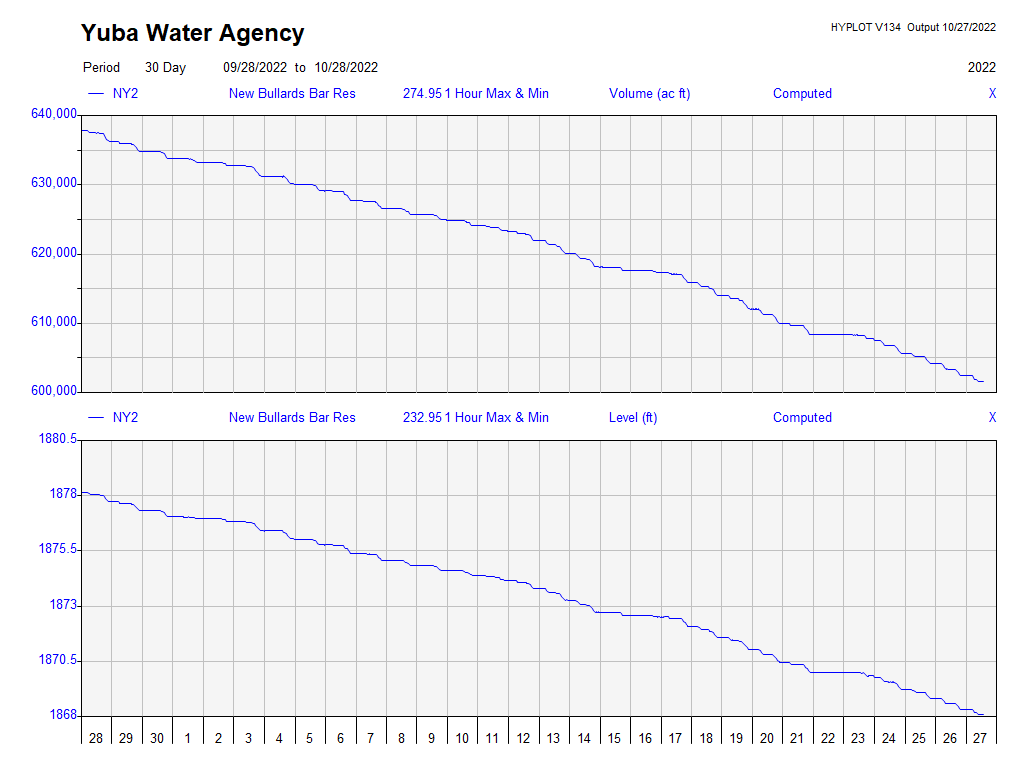 Yuba Water Agency
HYPLOT V134 Output 10/27/2022
Period 30 Day 09/28/2022 to 10/28/2022 2022
NY2 New Bullards Bar Res 274.95 1 Hour Max & Min Volume (ac ft) Computed X
640,000
630,000
620,000
610,000
600,000
NY2 New Bullards Bar Res 232.95 1 Hour Max & Min Level (ft) Computed X
1880.5
1878
1875.5
1873
1870.5
1868
28 29 30 1 2 3 4 5 6 7 8 9 10 11 12 13 14 15 16 17 18 19 20 21 22 23 24 25 26 27